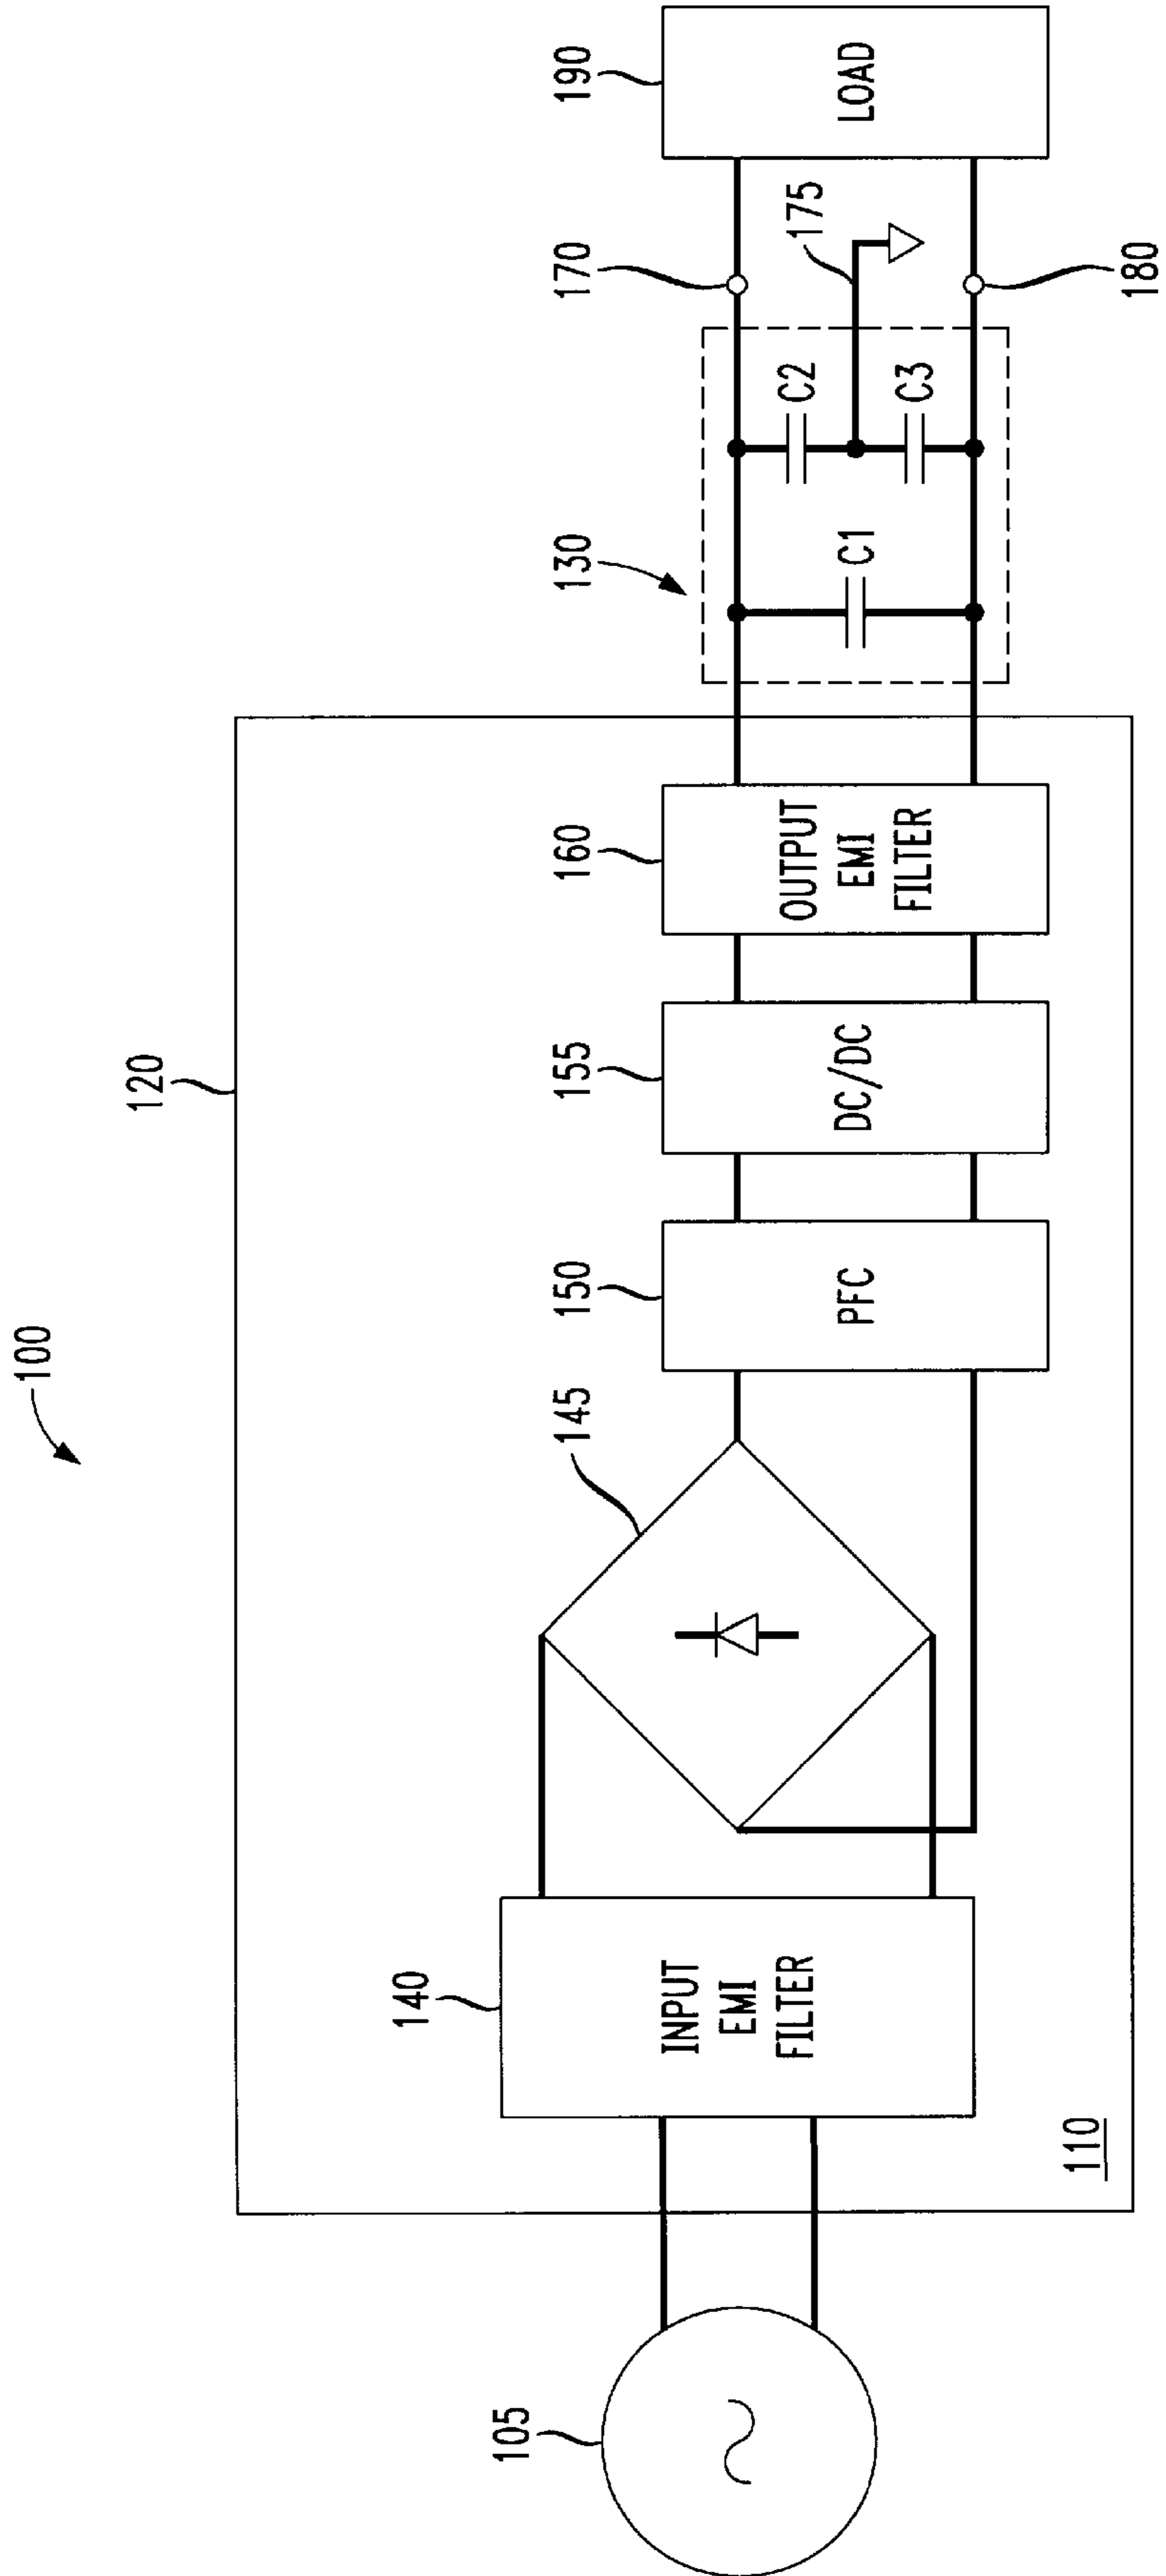 100
120
105
140
INPUT
EMI
FILTER
145
150
PFC
155
DC/DC
160
OUTPUT
EMI
FILTER
130
C1
C2
C3
170
175
180
190
LOAD
110